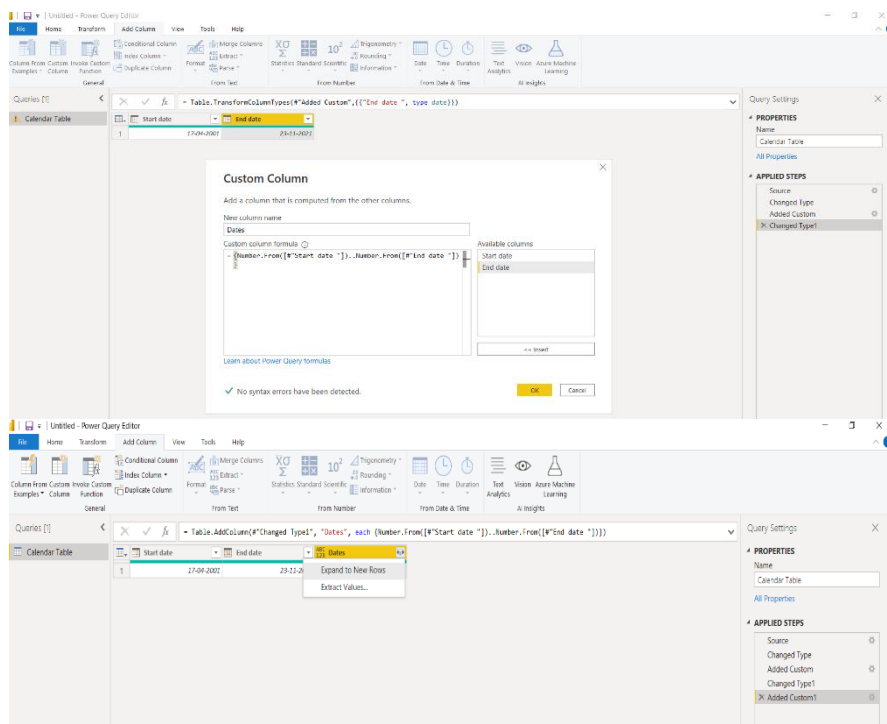 Untitled - Power Query Editor
File Home Transform Add Column View Tools Help
Column From Examples Custom Column Invoke Custom Function
Conditional Column
Index Column
Duplicate Column
General
Format
Merge Columns
Extract
Parse
From Text
Statistics Standard Scientific
10²
Trigonometry
Rounding
Information
From Number
Date Time Duration
From Date & Time
Text Analytics Vision Azure Machine Learning
AI Insights
Queries [1]
Calendar Table
= Table.TransformColumnTypes(#"Added Custom",{{"End date ", type date}})
Start date End date
1 17-04-2001 23-11-2021
Custom Column
Add a column that is computed from the other columns.
New column name
Dates
Custom column formula
= {Number.From([#"Start date "])..Number.From([#"End date "])
Available columns
Start date
End date
<< Insert
Learn about Power Query formulas
No syntax errors have been detected.
OK Cancel
Query Settings
PROPERTIES
Name
Calendar Table
All Properties
APPLIED STEPS
Source
Changed Type
Added Custom
Changed Type1
Untitled - Power Query Editor
File Home Transform Add Column View Tools Help
Column From Examples Custom Column Invoke Custom Function
Conditional Column
Index Column
Duplicate Column
General
Format
Merge Columns
Extract
Parse
From Text
Statistics Standard Scientific
10²
Trigonometry
Rounding
Information
From Number
Date Time Duration
From Date & Time
Text Analytics Vision Azure Machine Learning
AI Insights
Queries [1]
Calendar Table
= Table.AddColumn(#"Changed Type1", "Dates", each {Number.From([#"Start date "])..Number.From([#"End date "])})
Start date End date ABC 123 Dates
1 17-04-2001 23-11-2
Expand to New Rows
Extract Values...
Query Settings
PROPERTIES
Name
Calendar Table
All Properties
APPLIED STEPS
Source
Changed Type
Added Custom
Changed Type1
Added Custom1